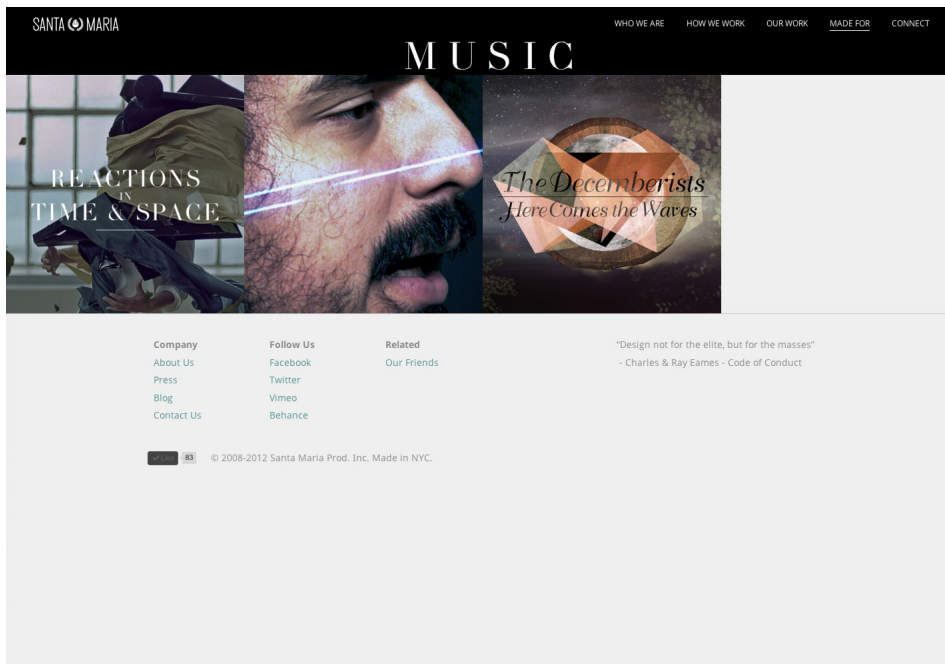 SANTA MARIA
WHO WE ARE HOW WE WORK OUR WORK MADE FOR CONNECT
MUSIC
REACTIONS
IN
TIME & SPACE
The Decemberists
Here Comes the Waves
Company
About Us
Press
Blog
Contact Us
Follow Us
Facebook
Twitter
Vimeo
Behance
Related
Our Friends
“Design not for the elite, but for the masses”
- Charles & Ray Eames - Code of Conduct
Like 83 © 2008-2012 Santa Maria Prod. Inc. Made in NYC.